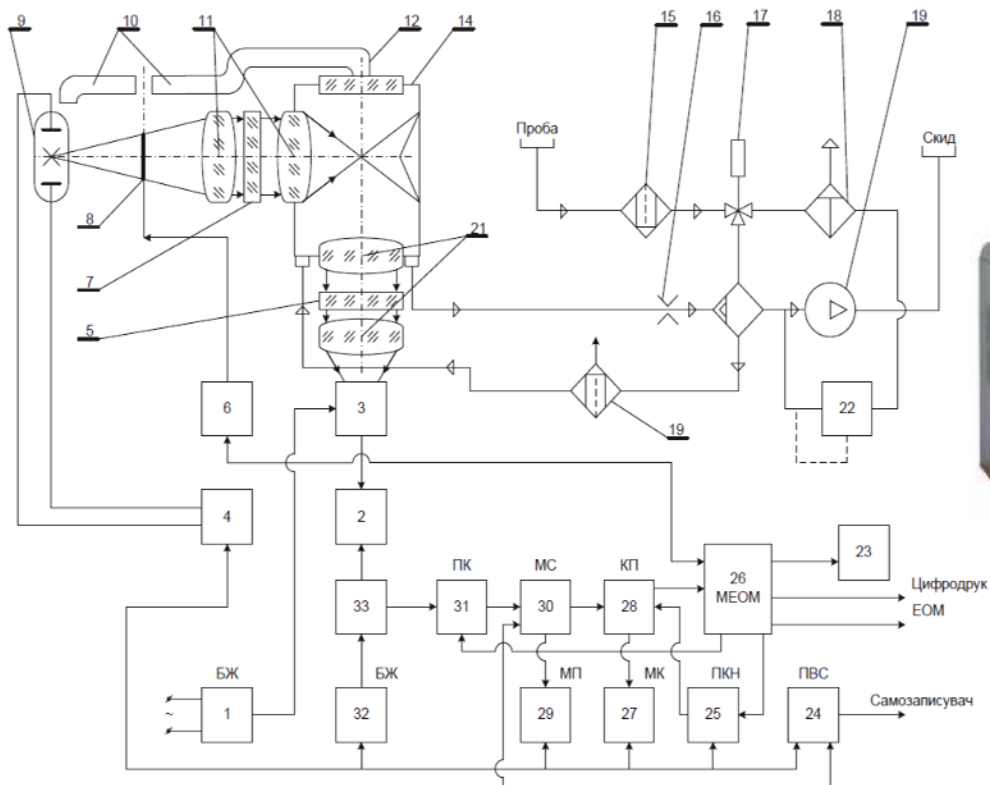 9
10
11
12
14
15
16
17
18
19
Проба
Скид
8
7
21
5
6
3
19
22
4
2
23
ПК
МС
КП
26
МЕОМ
Цифродрук
33
31
30
28
ЕОМ
БЖ
БЖ
МП
МК
ПКН
ПВС
Самозаписувач
~
1
32
29
27
25
24